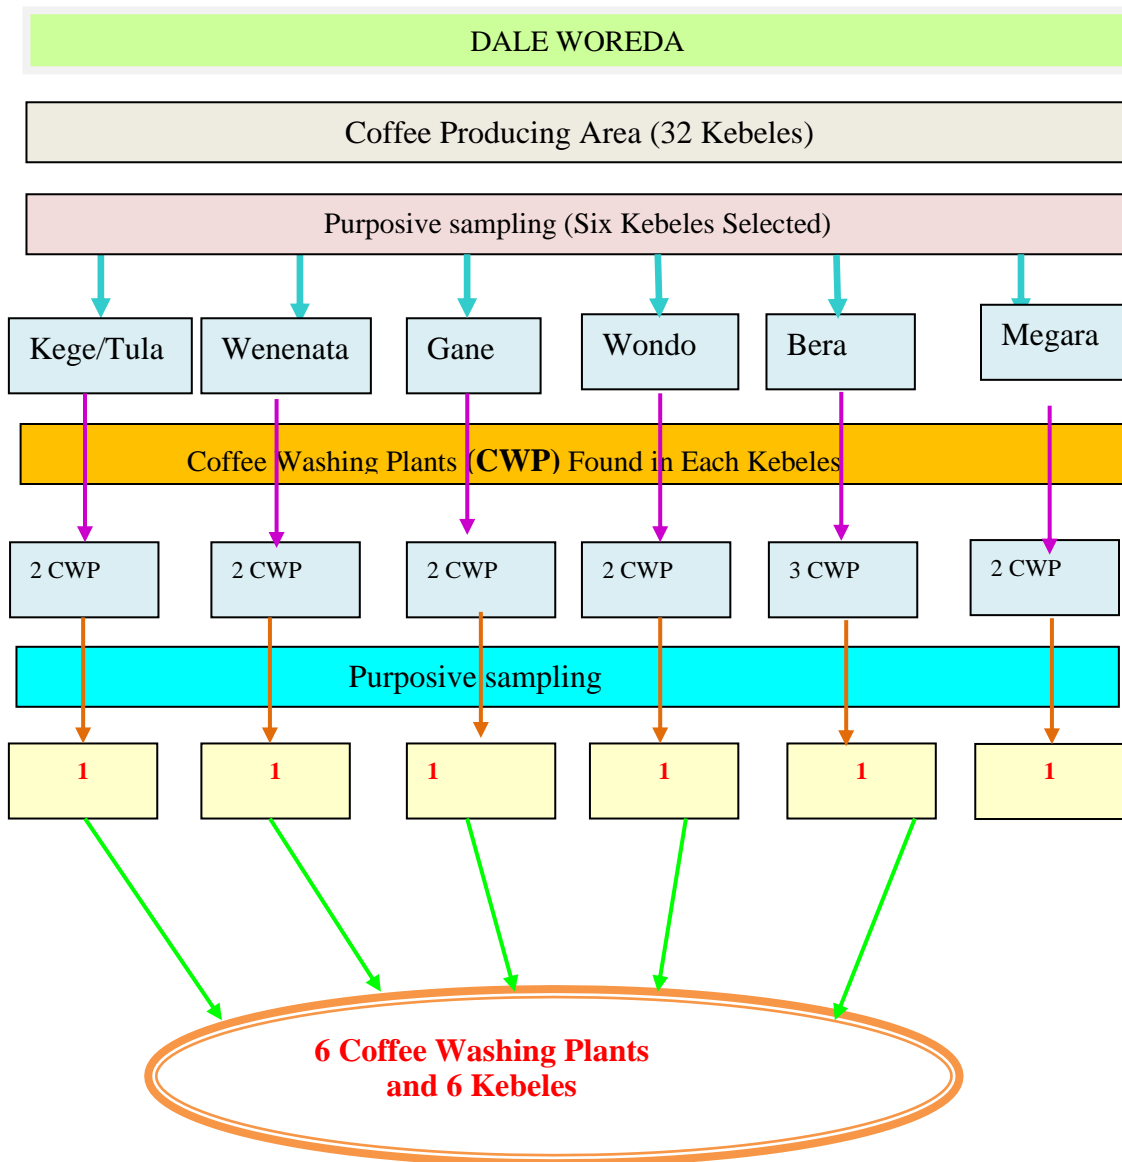 DALE WOREDA
Coffee Producing Area (32 Kebeles)
Purposive sampling (Six Kebeles Selected)
Kege/Tula
Wenenata
Gane
Wondo
Bera
Megara
Coffee Washing Plants (CWP) Found in Each Kebeles
2 CWP
2 CWP
2 CWP
2 CWP
3 CWP
2 CWP
Purposive sampling
1
1
1
1
1
1
6 Coffee Washing Plants
and 6 Kebeles